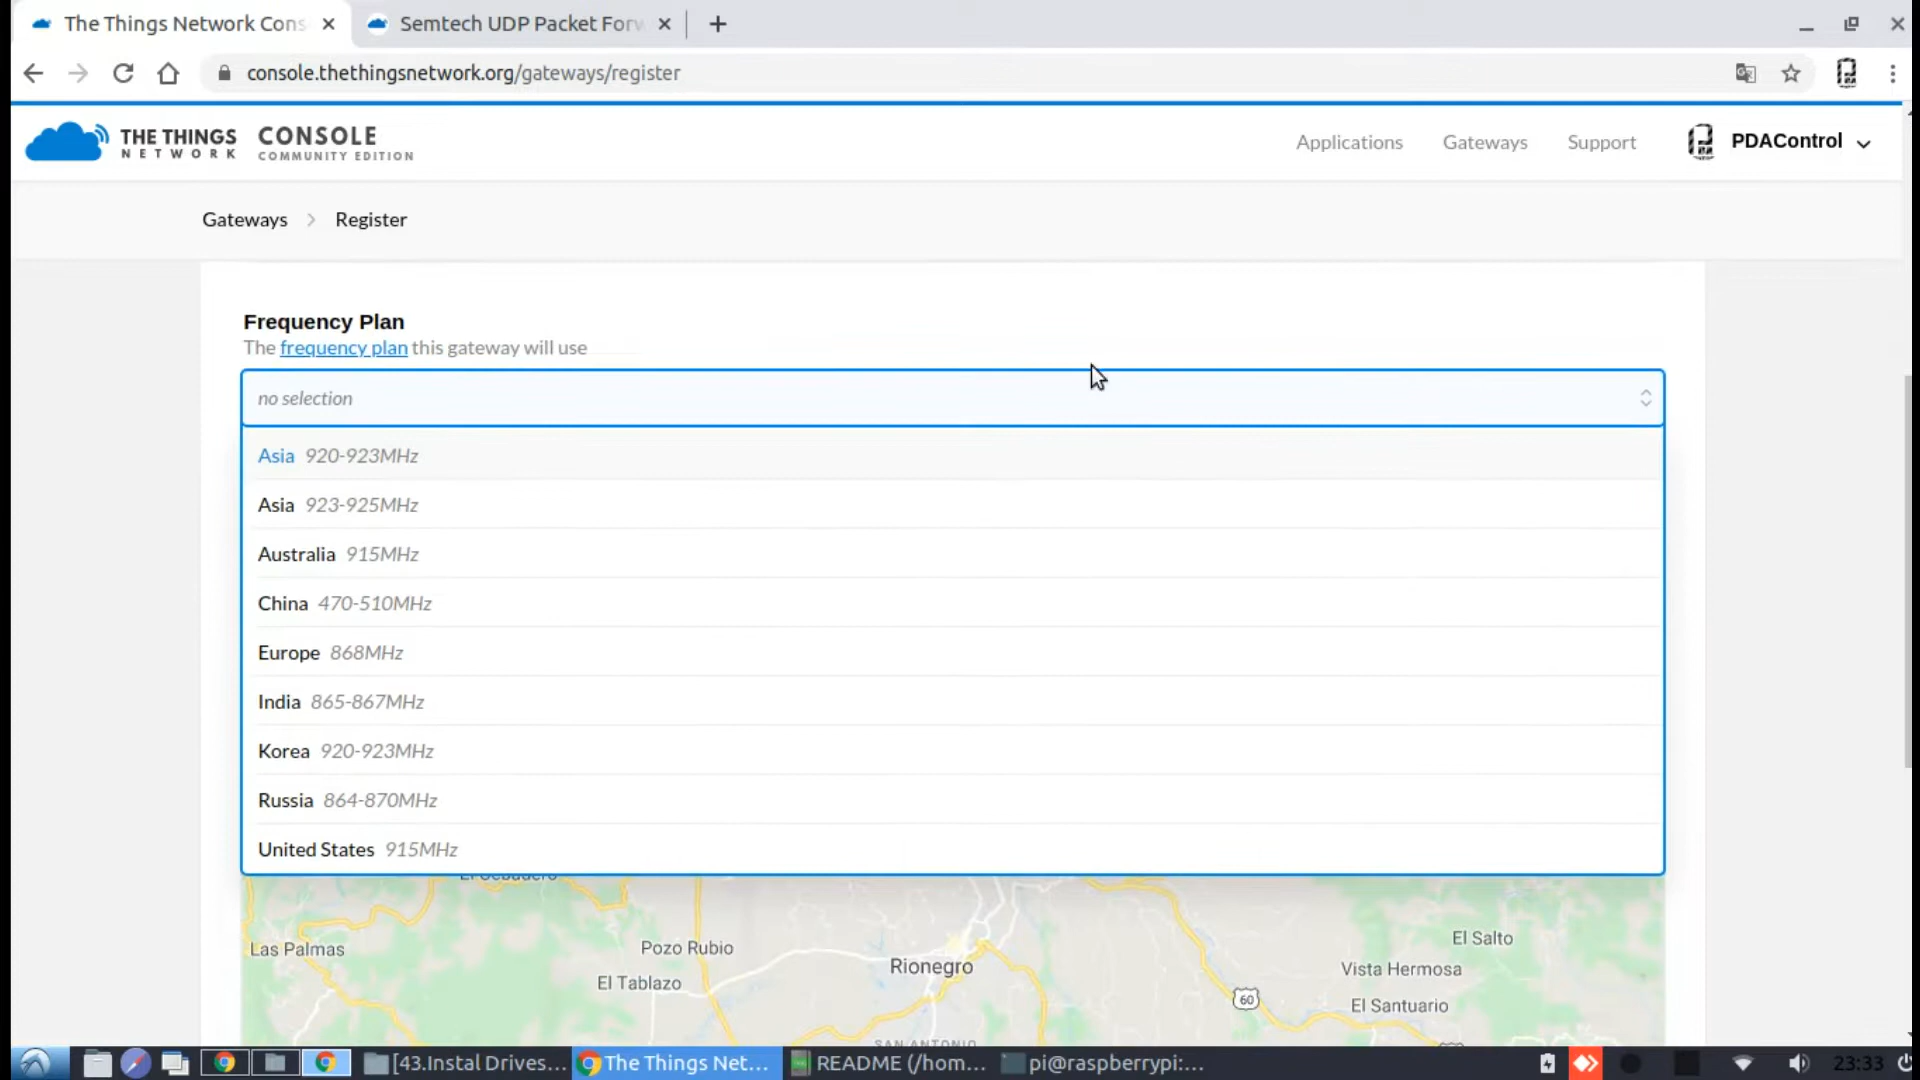 The Things Network Cons
Semtech UDP Packet Forw
console.thethingsnetwork.org/gateways/register
THE THINGS
NETWORK
CONSOLE
COMMUNITY EDITION
Applications
Gateways
Support
PDAControl
Gateways
Register
Frequency Plan
The frequency plan this gateway will use
no selection
Asia 920-923MHz
Asia 923-925MHz
Australia 915MHz
China 470-510MHz
Europe 868MHz
India 865-867MHz
Korea 920-923MHz
Russia 864-870MHz
United States 915MHz
Las Palmas
Pozo Rubio
El Tablazo
Rionegro
60
El Salto
Vista Hermosa
El Santuario
SAN ANTONIO
[43.Instal Drives...
The Things Net...
README (/hom...
pi@raspberrypi:...
23:33